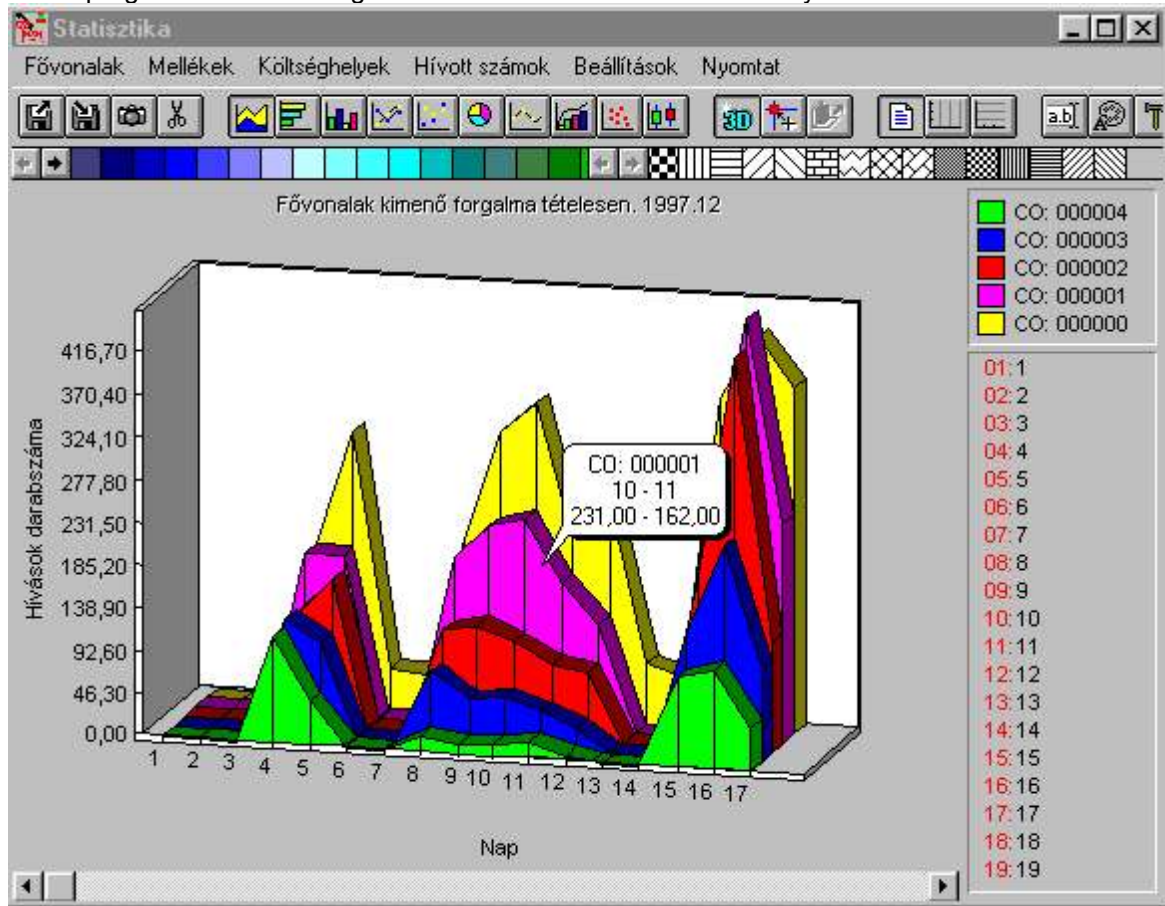 Statisztika
Fővonalak Mellékek Költséghelyek Hívott számok Beállítások Nyomtat
3D a.b
Fővonalak kimenő forgalma tételesen. 1997.12
CO: 000004
CO: 000003
CO: 000002
CO: 000001
CO: 000000
Hívások darabszáma
416,70
370,40
324,10
277,80
231,50
185,20
138,90
92,60
46,30
0,00
CO: 000001
10 - 11
231,00 - 162,00
1 2 3 4 5 6 7 8 9 10 11 12 13 14 15 16 17
Nap
01:1
02:2
03:3
04:4
05:5
06:6
07:7
08:8
09:9
10:10
11:11
12:12
13:13
14:14
15:15
16:16
17:17
18:18
19:19